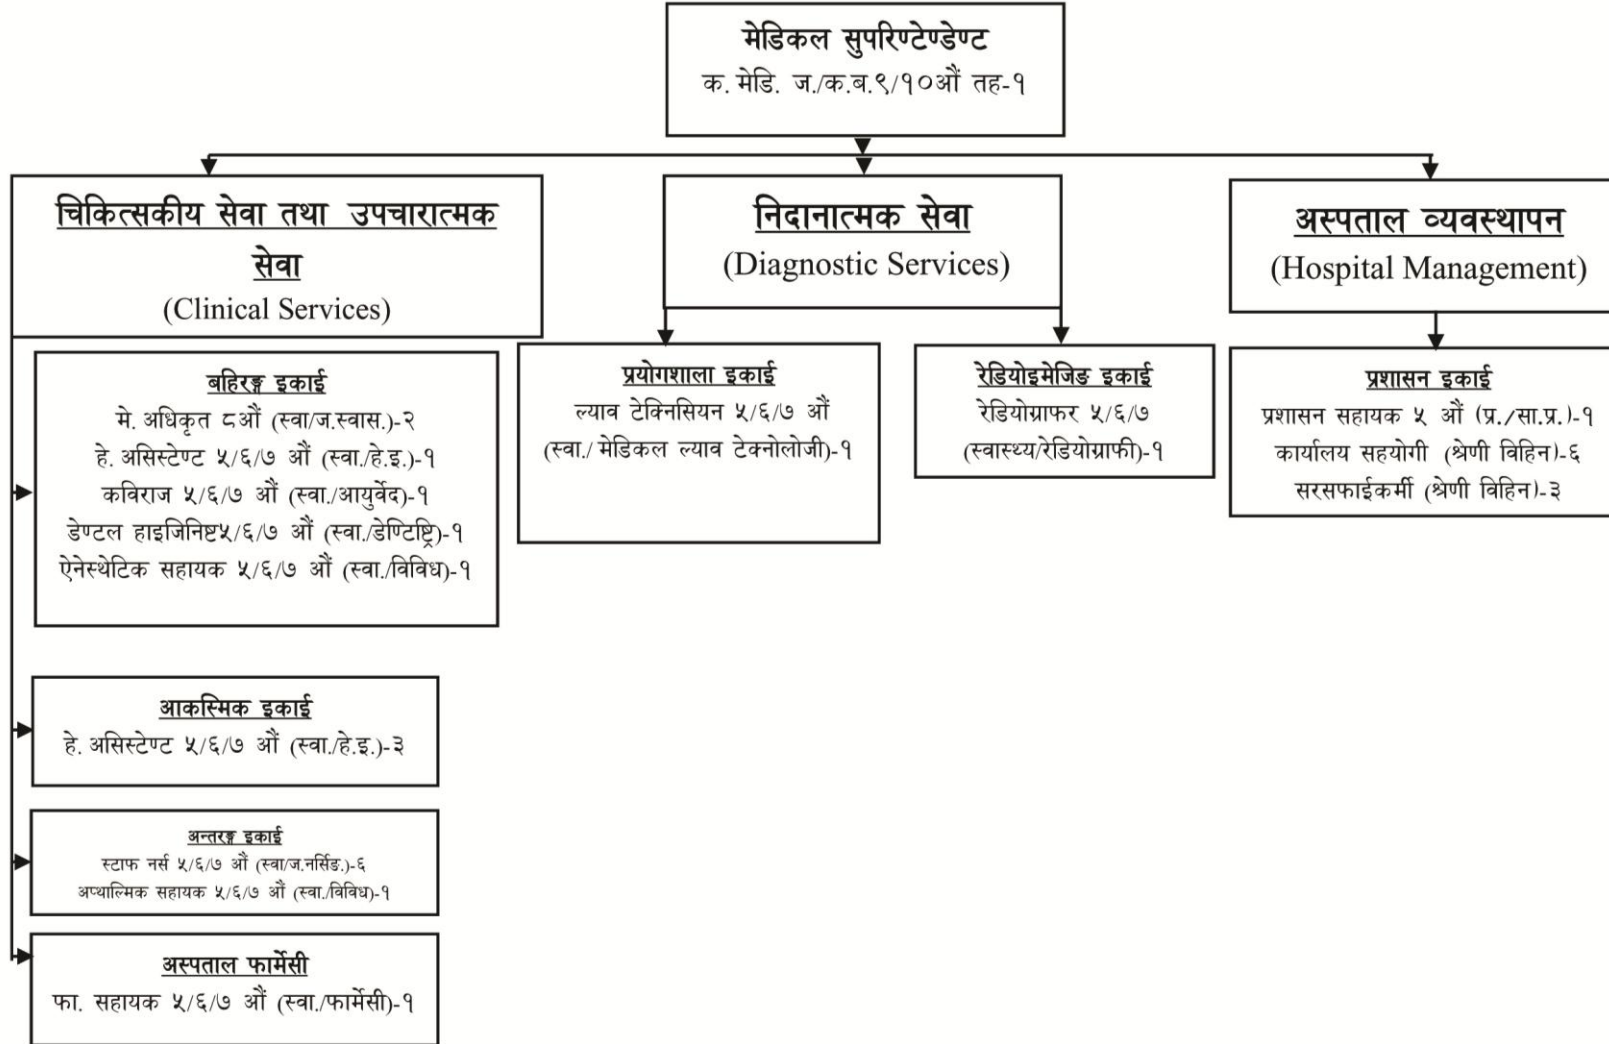 मेडिकल सुपरिण्टेण्डेण्ट
क. मेडि. ज./क.ब.९/१०औं तह-१
चिकित्सकीय सेवा तथा उपचारात्मक
सेवा
(Clinical Services)
निदानात्मक सेवा
(Diagnostic Services)
अस्पताल व्यवस्थापन
(Hospital Management)
बहिरङ्ग इकाई
मे. अधिकृत ८औं (स्वा/ज.स्वास.)-२
हे. असिस्टेण्ट ५/६/७ औं (स्वा./हे.इ.)-१
कविराज ५/६/७ औं (स्वा./आयुर्वेद)-१
डेण्टल हाइजिनिष्ट५/६/७ औं (स्वा./डेण्टिष्ट्रि)-१
ऐनेस्थेटिक सहायक ५/६/७ औं (स्वा./विविध)-१
प्रयोगशाला इकाई
ल्याव टेक्निसियन ५/६/७ औं
(स्वा./ मेडिकल ल्याव टेक्नोलोजी)-१
रेडियोइमेजिङ इकाई
रेडियोग्राफर ५/६/७
(स्वास्थ्य/रेडियोग्राफी)-१
प्रशासन इकाई
प्रशासन सहायक ५ औं (प्र./सा.प्र.)-१
कार्यालय सहयोगी (श्रेणी विहिन)-६
सरसफाईकर्मी (श्रेणी विहिन)-३
आकस्मिक इकाई
हे. असिस्टेण्ट ५/६/७ औं (स्वा./हे.इ.)-३
अन्तरङ्ग इकाई
स्टाफ नर्स ५/६/७ औं (स्वा/ज.नर्सिङ.)-६
अप्थाल्मिक सहायक ५/६/७ औं (स्वा./विविध)-१
अस्पताल फार्मेसी
फा. सहायक ५/६/७ औं (स्वा./फार्मेसी)-१